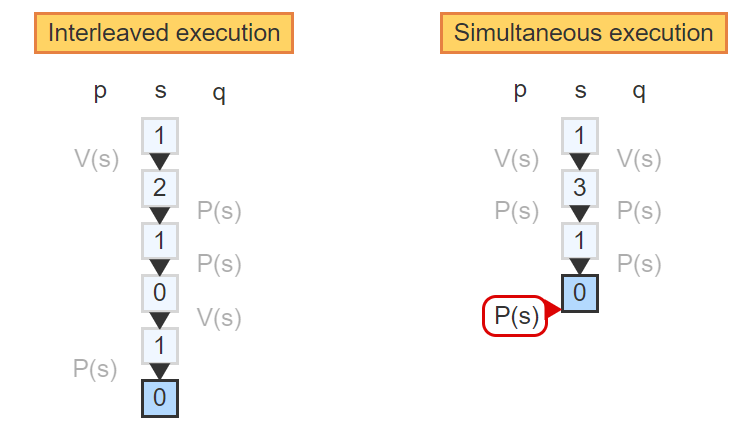 Interleaved execution
p s q
1
V(s)
2
P(s)
1
P(s)
0
V(s)
1
P(s)
0
Simultaneous execution
p s q
1
V(s) V(s)
3
P(s) P(s)
1
P(s)
0
P(s)